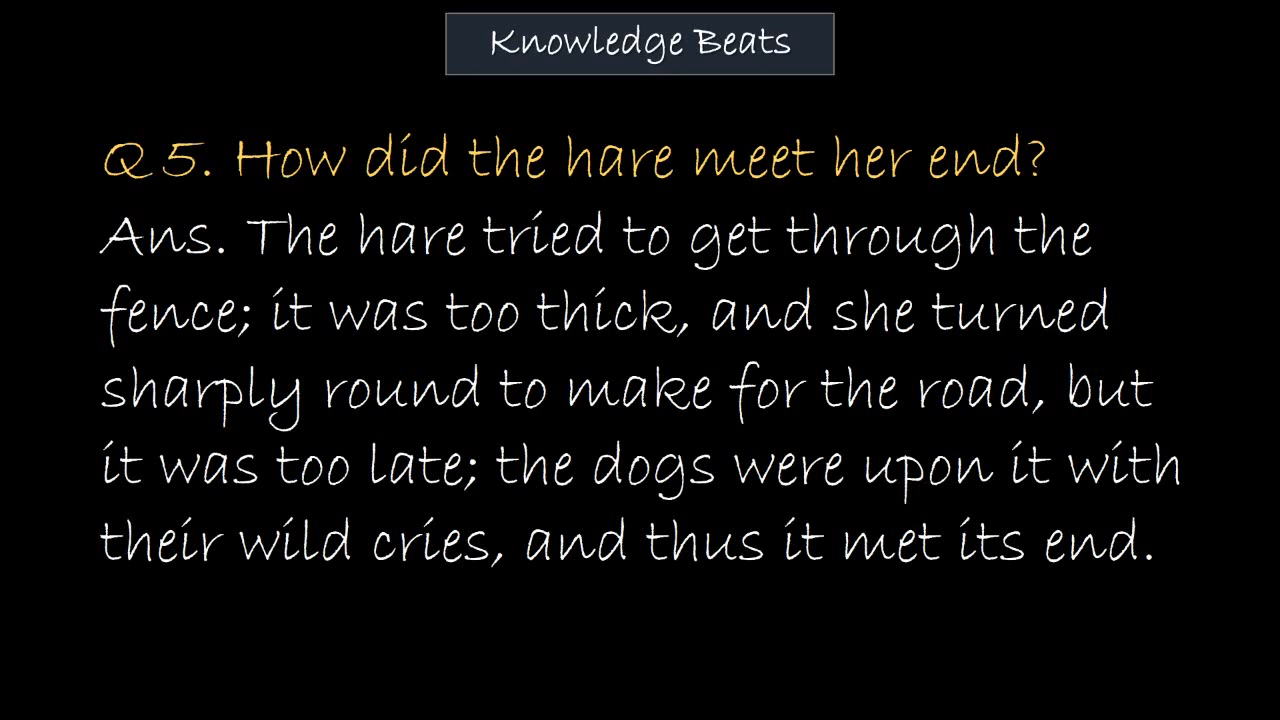 Knowledge Beats
Q 5. How did the hare meet her end?
Ans. The hare tried to get through the
fence; it was too thick, and she turned
sharply round to make for the road, but
it was too late; the dogs were upon it with
their wild cries, and thus it met its end.